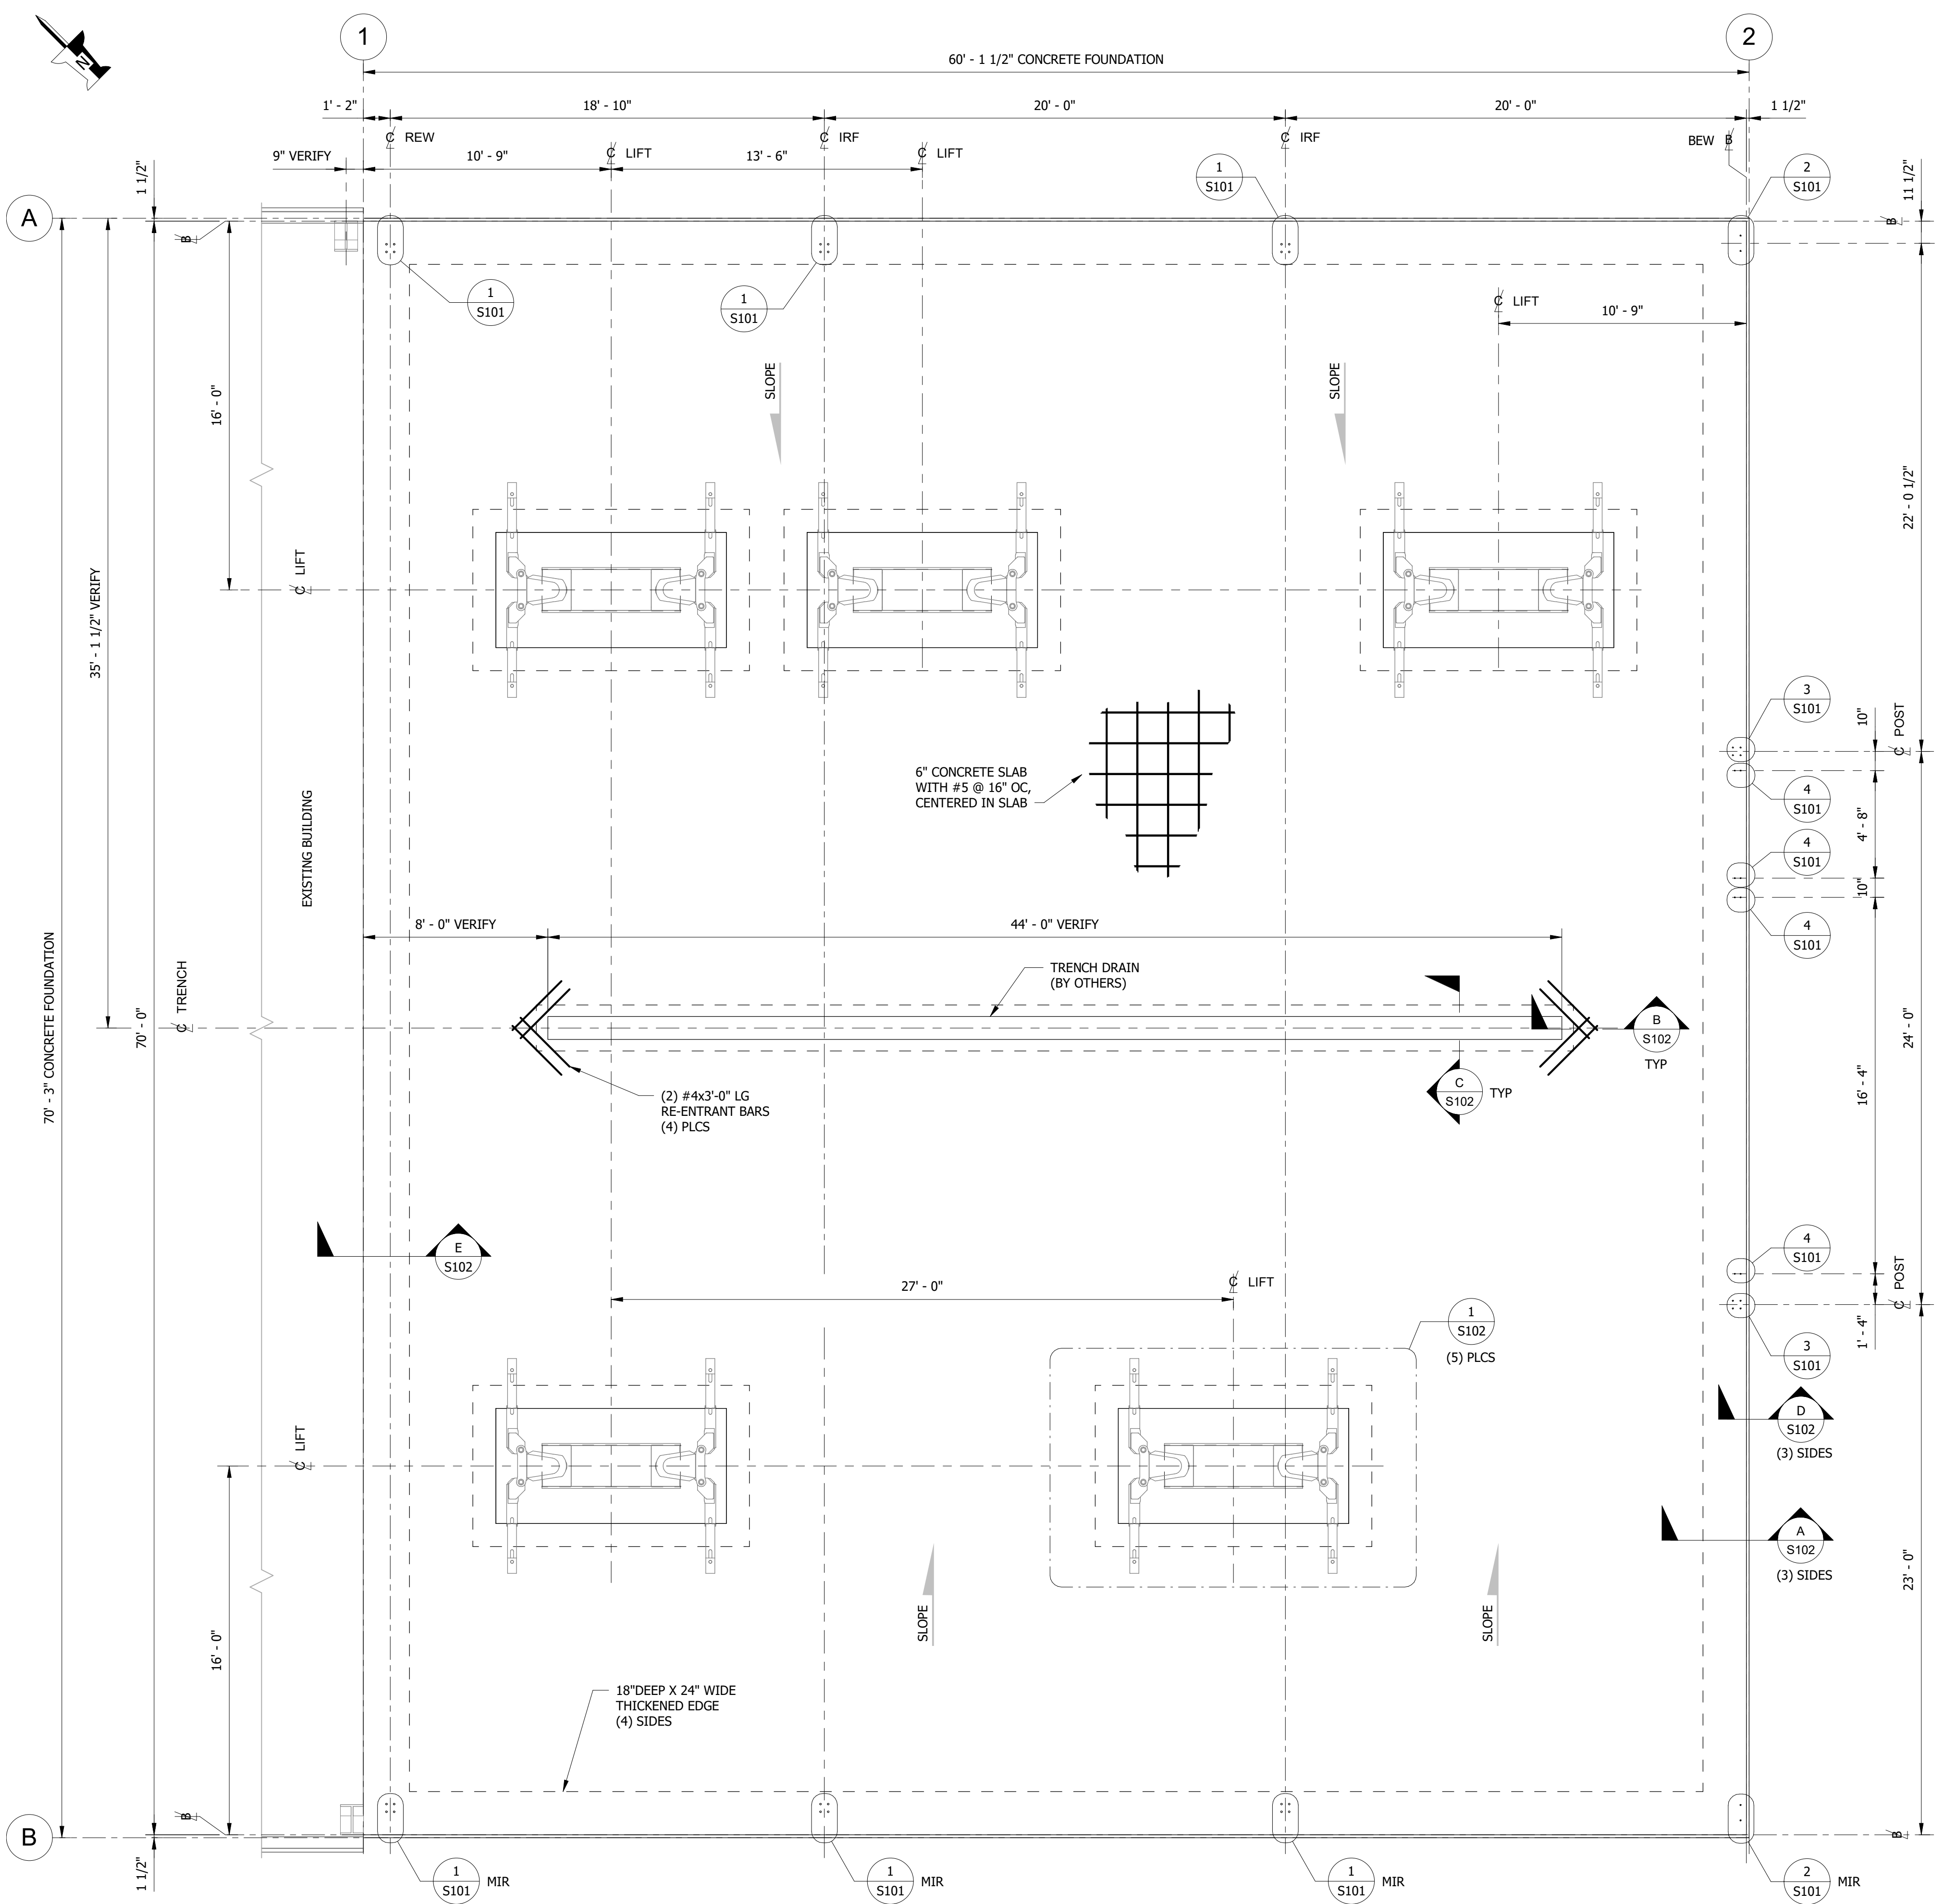 N
1
2
60' - 1 1/2" CONCRETE FOUNDATION
1' - 2"
18' - 10"
20' - 0"
20' - 0"
1 1/2"
C REW
C IRF
C IRF
BEW B
9" VERIFY
10' - 9"
C LIFT
13' - 6"
C LIFT
1
S101
2
S101
1 1/2"
11 1/2"
A
B
B
1
S101
1
S101
C LIFT
10' - 9"
SLOPE
SLOPE
16' - 0"
22' - 0 1/2"
C LIFT
35' - 1 1/2" VERIFY
3
S101
10"
C POST
6" CONCRETE SLAB
WITH #5 @ 16" OC,
CENTERED IN SLAB
4
S101
4' - 8"
EXISTING BUILDING
4
S101
10"
4
S101
8' - 0" VERIFY
44' - 0" VERIFY
TRENCH DRAIN
(BY OTHERS)
70' - 3" CONCRETE FOUNDATION
70' - 0"
C TRENCH
B
S102
TYP
24' - 0"
C
S102
TYP
16' - 4"
(2) #4x3'-0" LG
RE-ENTRANT BARS
(4) PLCS
E
S102
4
S101
27' - 0"
C LIFT
C POST
1
S102
(5) PLCS
1' - 4"
3
S101
D
S102
(3) SIDES
C LIFT
A
S102
(3) SIDES
23' - 0"
SLOPE
SLOPE
16' - 0"
18"DEEP X 24" WIDE
THICKENED EDGE
(4) SIDES
B
B
B
1 1/2"
1
S101
MIR
1
S101
MIR
1
S101
MIR
2
S101
MIR